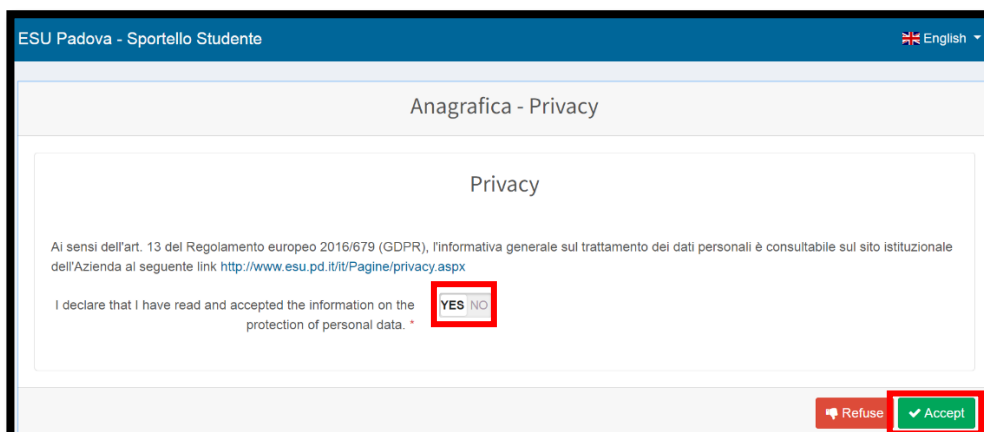 ESU Padova - Sportello Studente
English
Anagrafica - Privacy
Privacy
Ai sensi dell'art. 13 del Regolamento europeo 2016/679 (GDPR), l'informativa generale sul trattamento dei dati personali è consultabile sul sito istituzionale
dell'Azienda al seguente link http://www.esu.pd.it/it/Pagine/privacy.aspx
I declare that I have read and accepted the information on the
protection of personal data. *
YES NO
Refuse
Accept